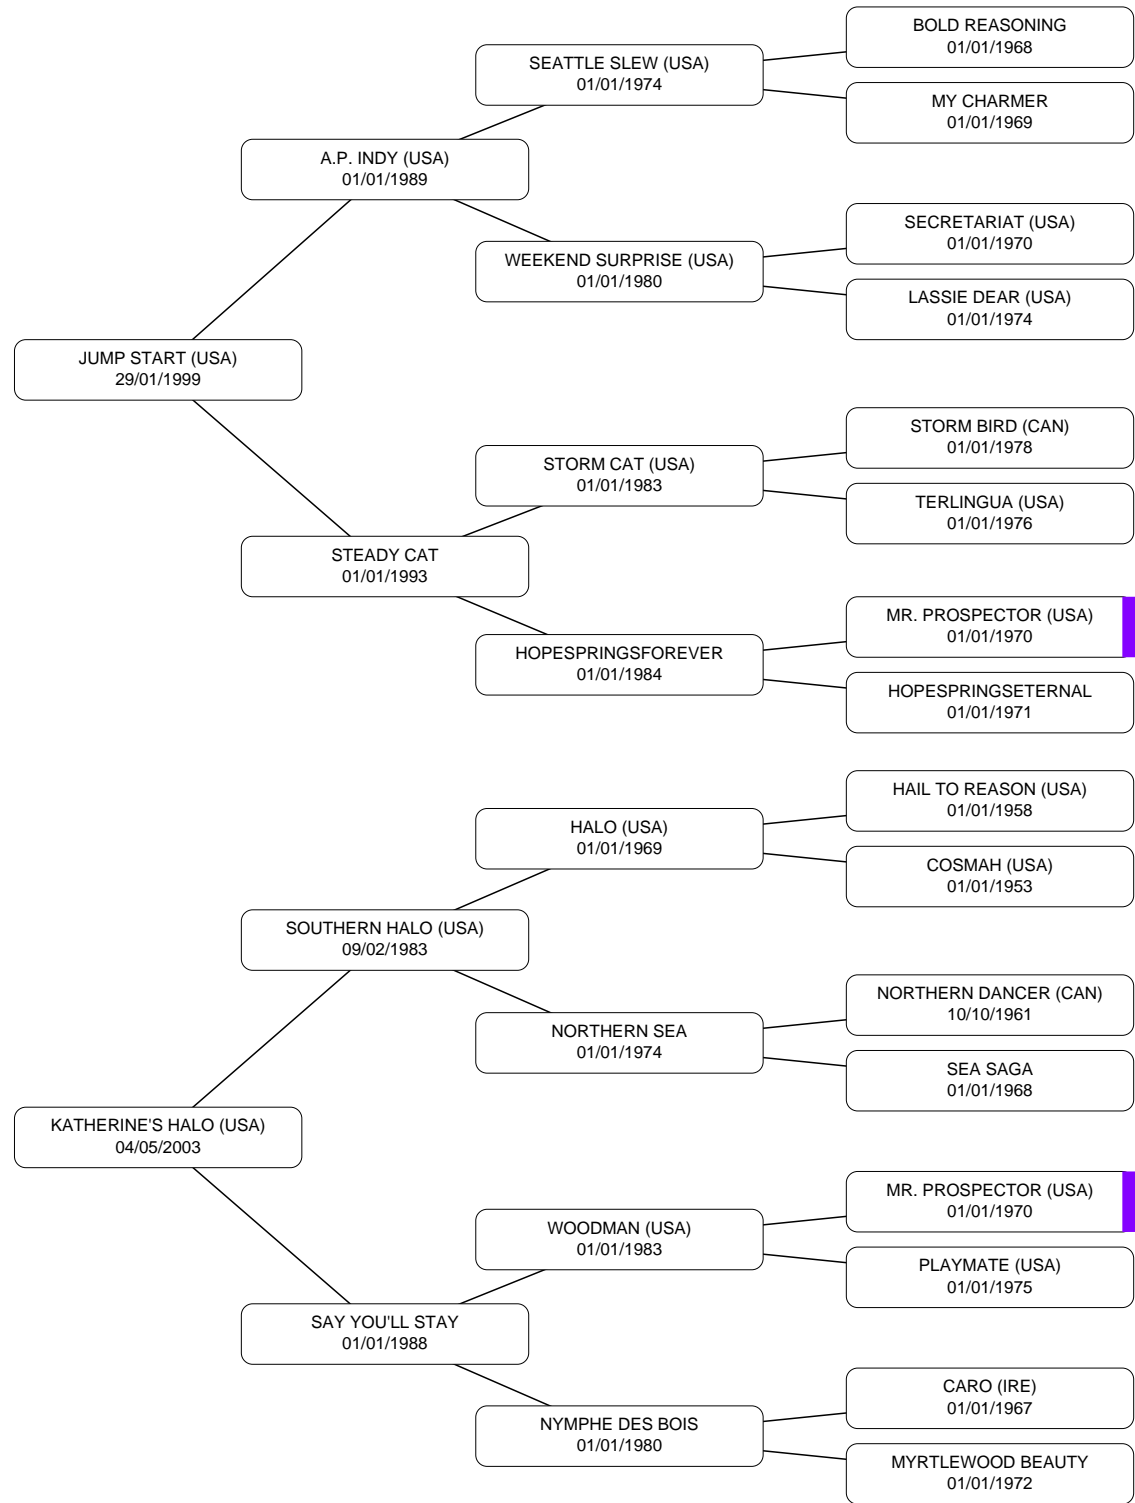 BOLD REASONING
01/01/1968
SEATTLE SLEW (USA)
01/01/1974
MY CHARMER
01/01/1969
A.P. INDY (USA)
01/01/1989
SECRETARIAT (USA)
01/01/1970
WEEKEND SURPRISE (USA)
01/01/1980
LASSIE DEAR (USA)
01/01/1974
JUMP START (USA)
29/01/1999
STORM BIRD (CAN)
01/01/1978
STORM CAT (USA)
01/01/1983
TERLINGUA (USA)
01/01/1976
STEADY CAT
01/01/1993
MR. PROSPECTOR (USA)
01/01/1970
HOPESPRINGSFOREVER
01/01/1984
HOPESPRINGSETERNAL
01/01/1971
HAIL TO REASON (USA)
01/01/1958
HALO (USA)
01/01/1969
COSMAH (USA)
01/01/1953
SOUTHERN HALO (USA)
09/02/1983
NORTHERN DANCER (CAN)
10/10/1961
NORTHERN SEA
01/01/1974
SEA SAGA
01/01/1968
KATHERINE'S HALO (USA)
04/05/2003
MR. PROSPECTOR (USA)
01/01/1970
WOODMAN (USA)
01/01/1983
PLAYMATE (USA)
01/01/1975
SAY YOU'LL STAY
01/01/1988
CARO (IRE)
01/01/1967
NYMPHE DES BOIS
01/01/1980
MYRTLEWOOD BEAUTY
01/01/1972